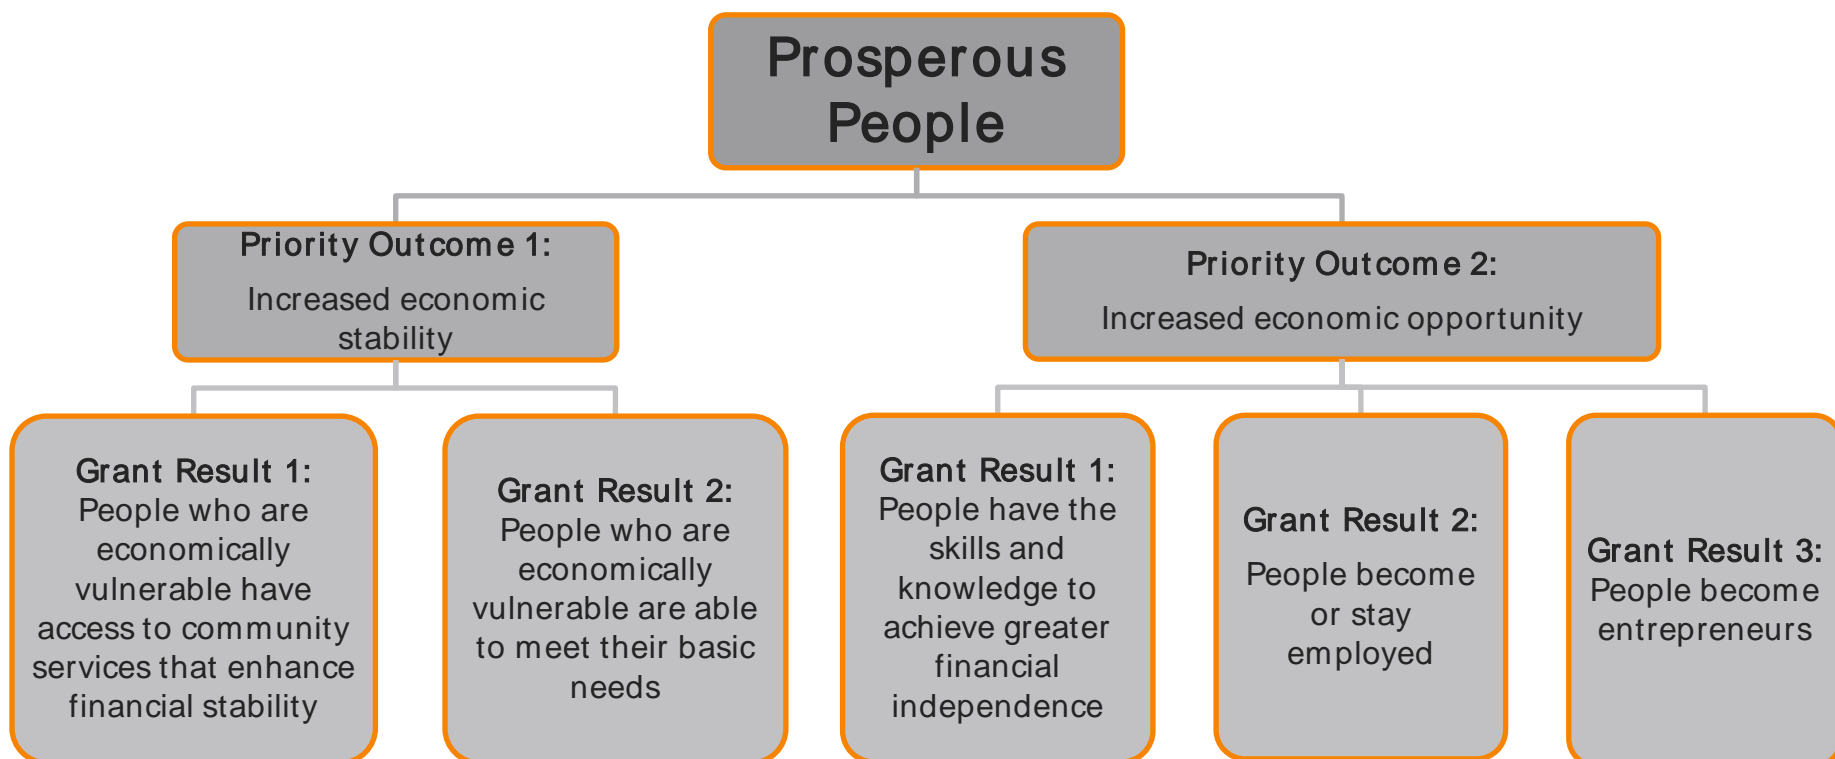 Prosperous
People
Priority Outcome 1:
Increased economic
stability
Priority Outcome 2:
Increased economic opportunity
Grant Result 1:
People who are
economically
vulnerable have
access to community
services that enhance
financial stability
Grant Result 2:
People who are
economically
vulnerable are able
to meet their basic
needs
Grant Result 1:
People have the
skills and
knowledge to
achieve greater
financial
independence
Grant Result 2:
People become
or stay
employed
Grant Result 3:
People become
entrepreneurs